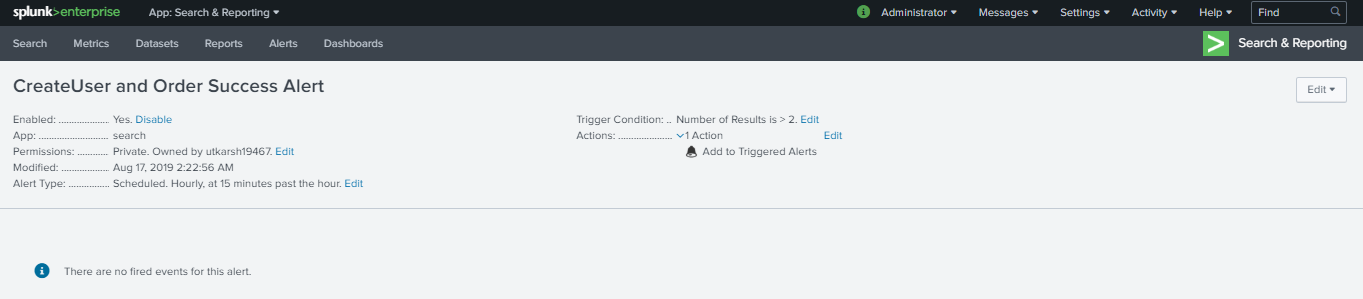 splunk>enterprise App: Search & Reporting ▾ Administrator ▾ Messages ▾ Settings ▾ Activity ▾ Help ▾ Find
Search Metrics Datasets Reports Alerts Dashboards Search & Reporting
CreateUser and Order Success Alert Edit ▾
Enabled: .................... Yes. Disable
App: ........................... search
Permissions: ............ Private. Owned by utkarsh19467. Edit
Modified: ................... Aug 17, 2019 2:22:56 AM
Alert Type: ................ Scheduled. Hourly, at 15 minutes past the hour. Edit
Trigger Condition: .. Number of Results is > 2. Edit
Actions: ..................... 1 Action Edit
Add to Triggered Alerts
There are no fired events for this alert.